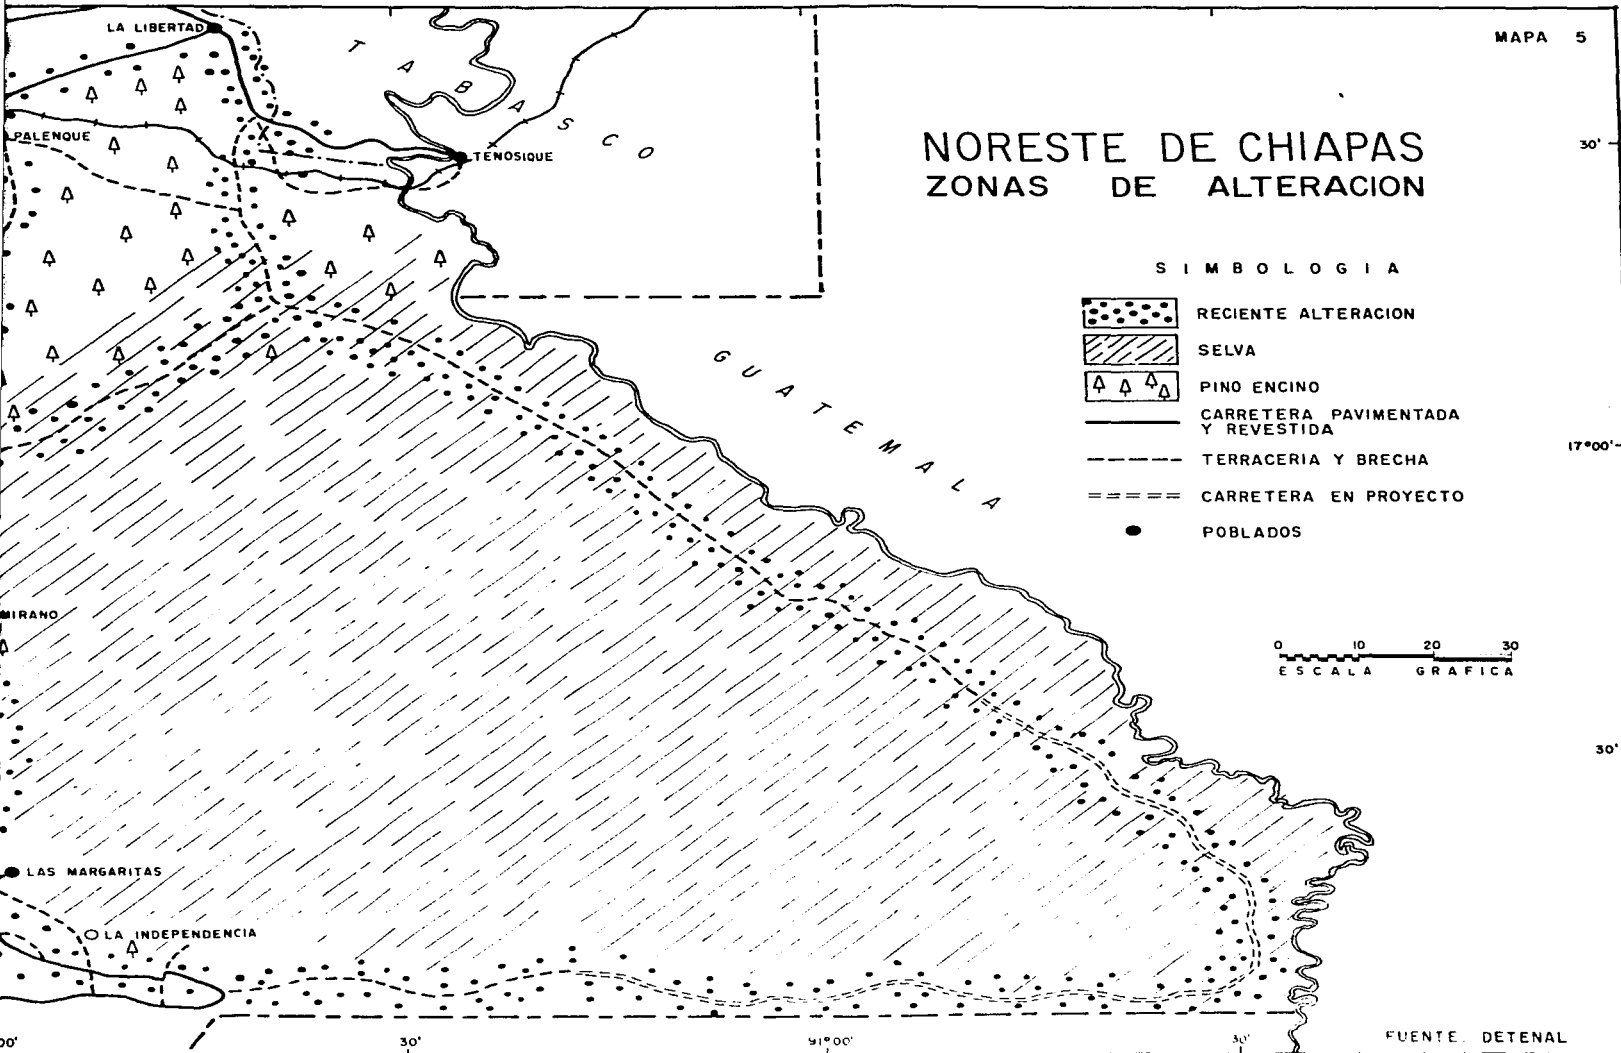 MAPA 5
LA LIBERTAD
TABASCO
PALENQUE
TENOSIQUE
NORESTE DE CHIAPAS
ZONAS DE ALTERACION
30'
SIMBOLOGIA
RECIENTE ALTERACION
SELVA
PINO ENCINO
CARRETERA PAVIMENTADA
Y REVESTIDA
TERRACERIA Y BRECHA
CARRETERA EN PROYECTO
POBLADOS
GUATEMALA
17°00'
MIRANO
0 10 20 30
ESCALA GRAFICA
30'
LAS MARGARITAS
LA INDEPENDENCIA
00' 30' 91°00' 30'
FUENTE. DETENAL